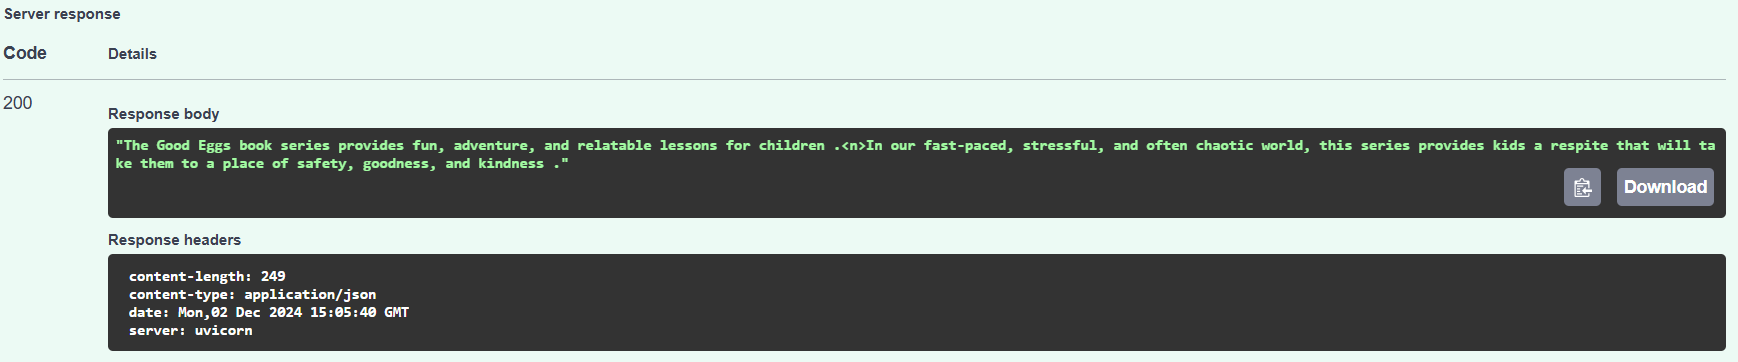 Server response
Code Details
200
Response body
"The Good Eggs book series provides fun, adventure, and relatable lessons for children .<n>In our fast-paced, stressful, and often chaotic world, this series provides kids a respite that will ta
ke them to a place of safety, goodness, and kindness ."
Download
Response headers
content-length: 249
content-type: application/json
date: Mon,02 Dec 2024 15:05:40 GMT
server: uvicorn